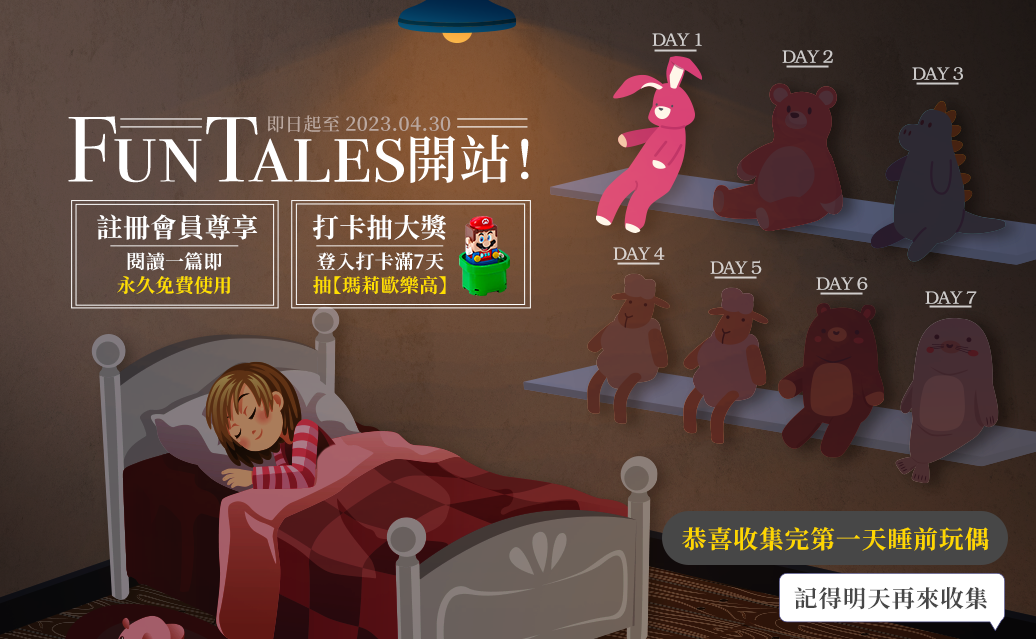 即日起至 2023.04.30
FUNTALES開站!
註冊會員尊享
閱讀一篇即
永久免費使用
打卡抽大獎
登入打卡滿7天
抽【瑪莉歐樂高】
DAY 1
DAY 2
DAY 3
DAY 4
DAY 5
DAY 6
DAY 7
恭喜收集完第一天睡前玩偶
記得明天再來收集